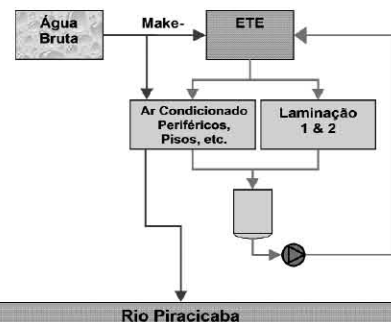 Água
Bruta
Make-
ETE
Ar Condicionado
Periféricos,
Pisos, etc.
Laminação
1 & 2
Rio Piracicaba